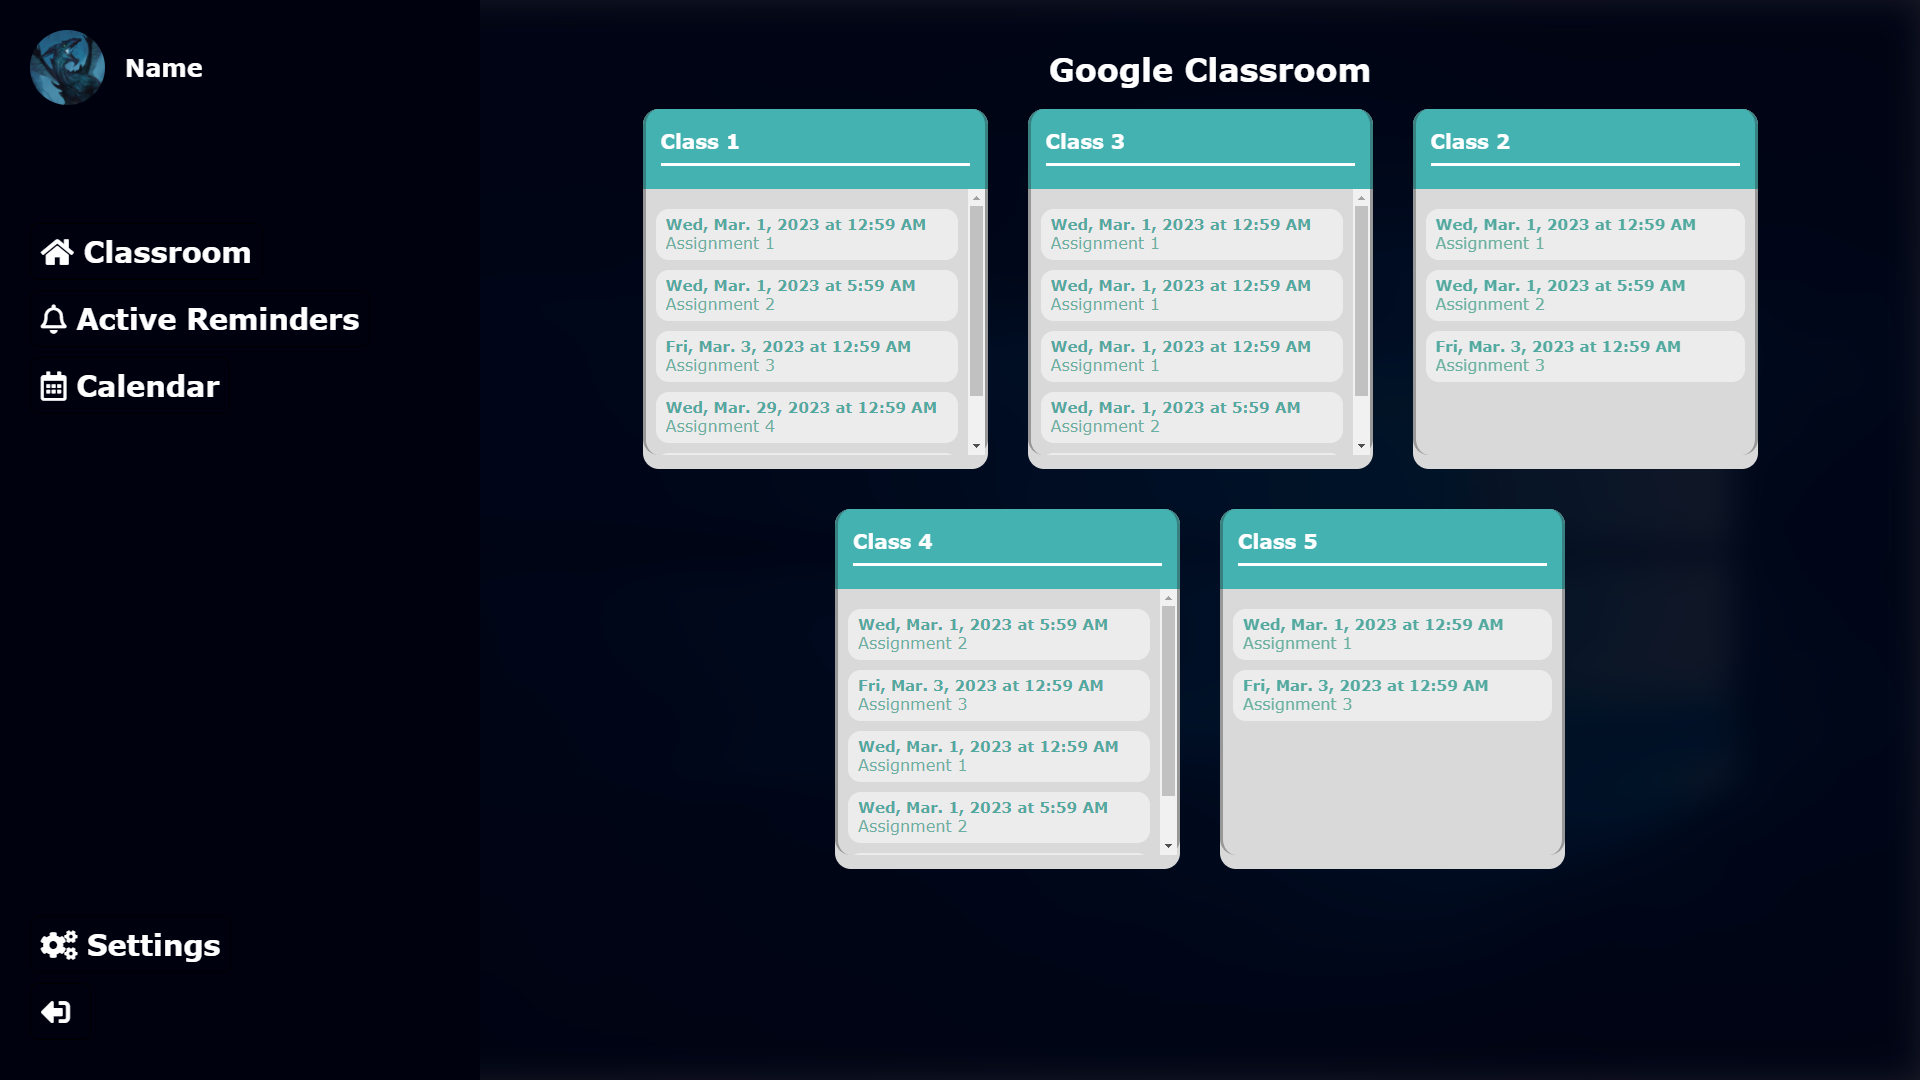 Name
Classroom
Active Reminders
Calendar
Settings
Google Classroom
Class 1
Wed, Mar. 1, 2023 at 12:59 AM
Assignment 1
Wed, Mar. 1, 2023 at 5:59 AM
Assignment 2
Fri, Mar. 3, 2023 at 12:59 AM
Assignment 3
Wed, Mar. 29, 2023 at 12:59 AM
Assignment 4
Class 3
Wed, Mar. 1, 2023 at 12:59 AM
Assignment 1
Wed, Mar. 1, 2023 at 12:59 AM
Assignment 1
Wed, Mar. 1, 2023 at 12:59 AM
Assignment 1
Wed, Mar. 1, 2023 at 5:59 AM
Assignment 2
Class 2
Wed, Mar. 1, 2023 at 12:59 AM
Assignment 1
Wed, Mar. 1, 2023 at 5:59 AM
Assignment 2
Fri, Mar. 3, 2023 at 12:59 AM
Assignment 3
Class 4
Wed, Mar. 1, 2023 at 5:59 AM
Assignment 2
Fri, Mar. 3, 2023 at 12:59 AM
Assignment 3
Wed, Mar. 1, 2023 at 12:59 AM
Assignment 1
Wed, Mar. 1, 2023 at 5:59 AM
Assignment 2
Class 5
Wed, Mar. 1, 2023 at 12:59 AM
Assignment 1
Fri, Mar. 3, 2023 at 12:59 AM
Assignment 3